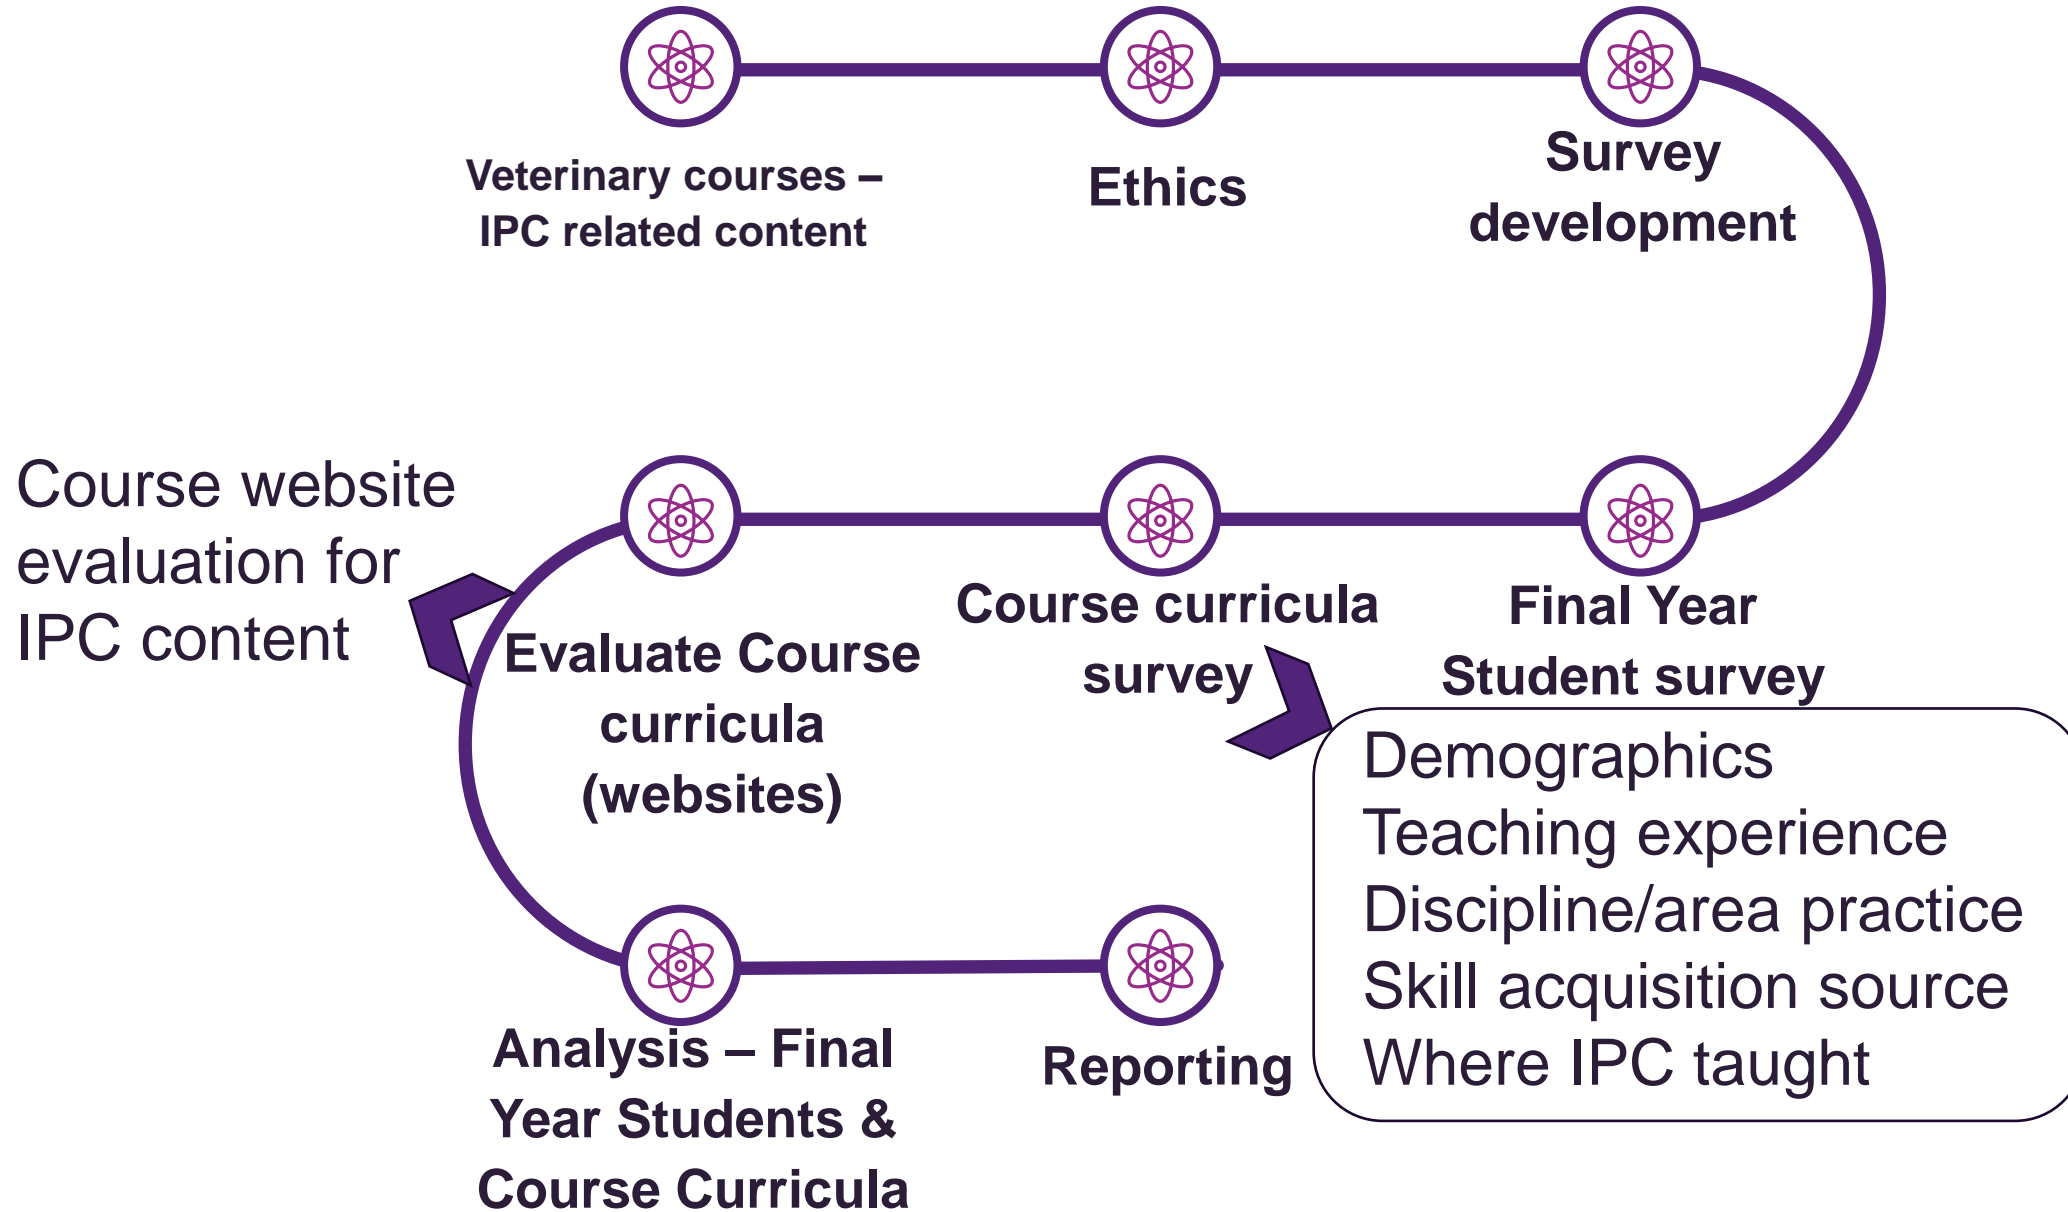 Veterinary courses –
IPC related content
Ethics
Survey
development
Course website
evaluation for
IPC content
Evaluate Course
curricula
(websites)
Course curricula
survey
Final Year
Student survey
Demographics
Teaching experience
Discipline/area practice
Skill acquisition source
Where IPC taught
Analysis – Final
Year Students &
Course Curricula
Reporting